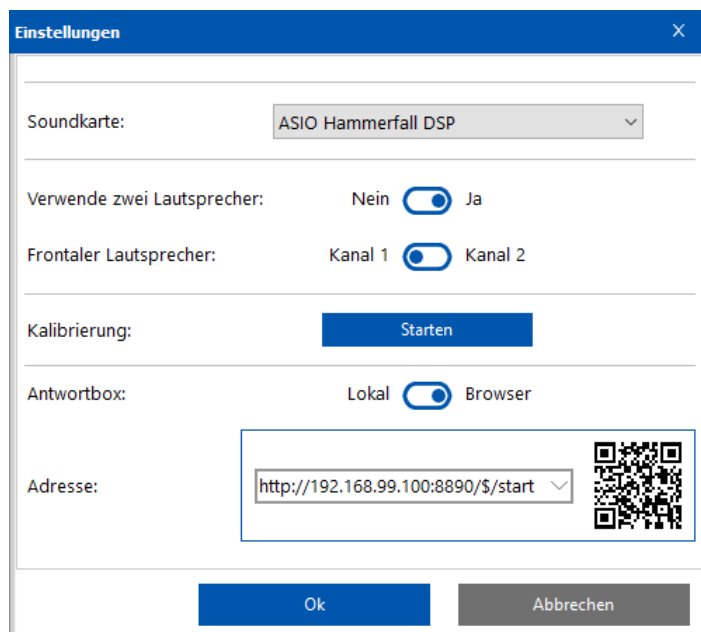 Einstellungen X
Soundkarte: ASIO Hammerfall DSP
Verwende zwei Lautsprecher: Nein Ja
Frontaler Lautsprecher: Kanal 1 Kanal 2
Kalibrierung: Starten
Antwortbox: Lokal Browser
Adresse: http://192.168.99.100:8890/$/start
Ok Abbrechen